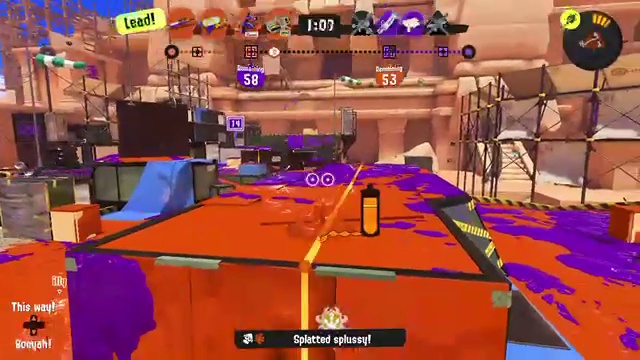 Lead!
1:00
Remaining
58
Remaining
53
14
This way!
Booyah!
Splatted splussy!